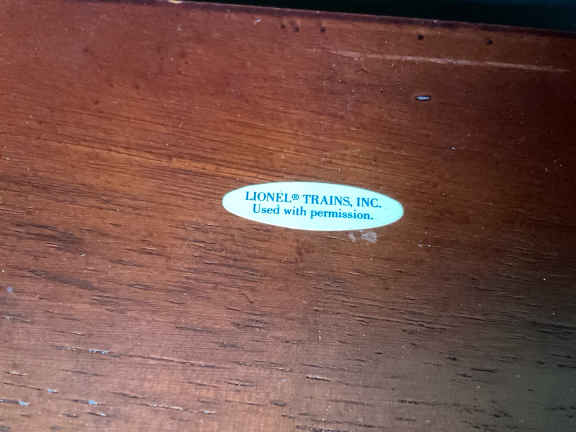 LIONEL® TRAINS, INC.
Used with permission.